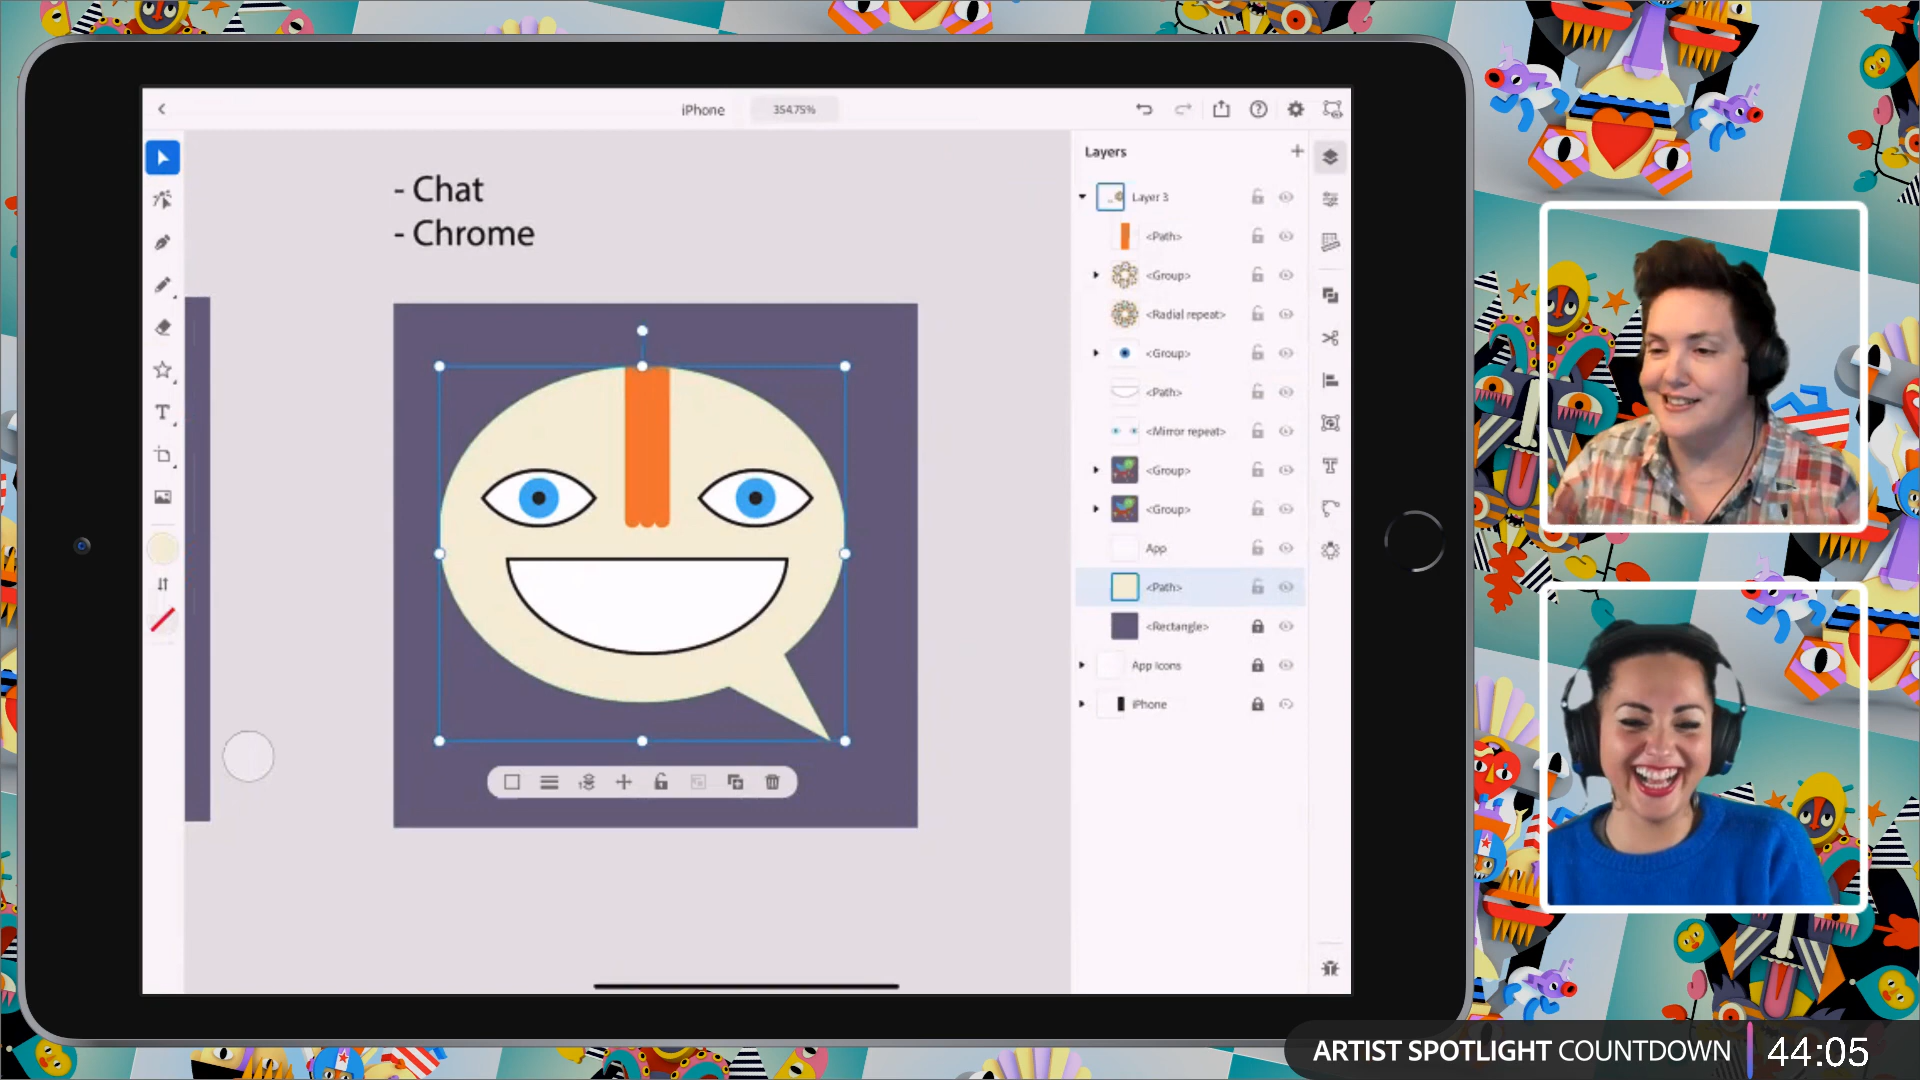 iPhone
354.75%
- Chat
- Chrome
Layers
Layer 3
<Path>
<Group>
<Radial repeat>
<Group>
<Path>
<Mirror repeat>
<Group>
<Group>
App
<Path>
<Rectangle>
App Icons
iPhone
ARTIST SPOTLIGHT COUNTDOWN
44:05